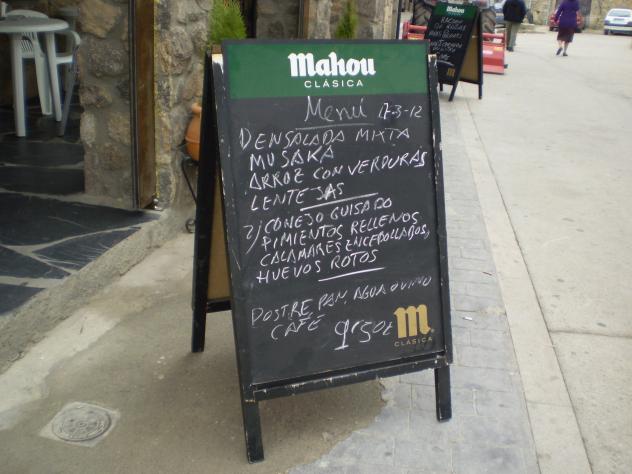 Mahou
CLÁSICA
Menú 17-3-12
1) ENSALADA MIXTA
MUSAKA
ARROZ CON VERDURAS
LENTEJAS
2) CONEJO GUISADO
PIMIENTOS RELLENOS
CALAMARES ENCEBOLLADOS,
HUEVOS ROTOS
POSTRE, PAN, AGUA O VINO
CAFÉ 9'50€
m
CLÁSICA
Mahou